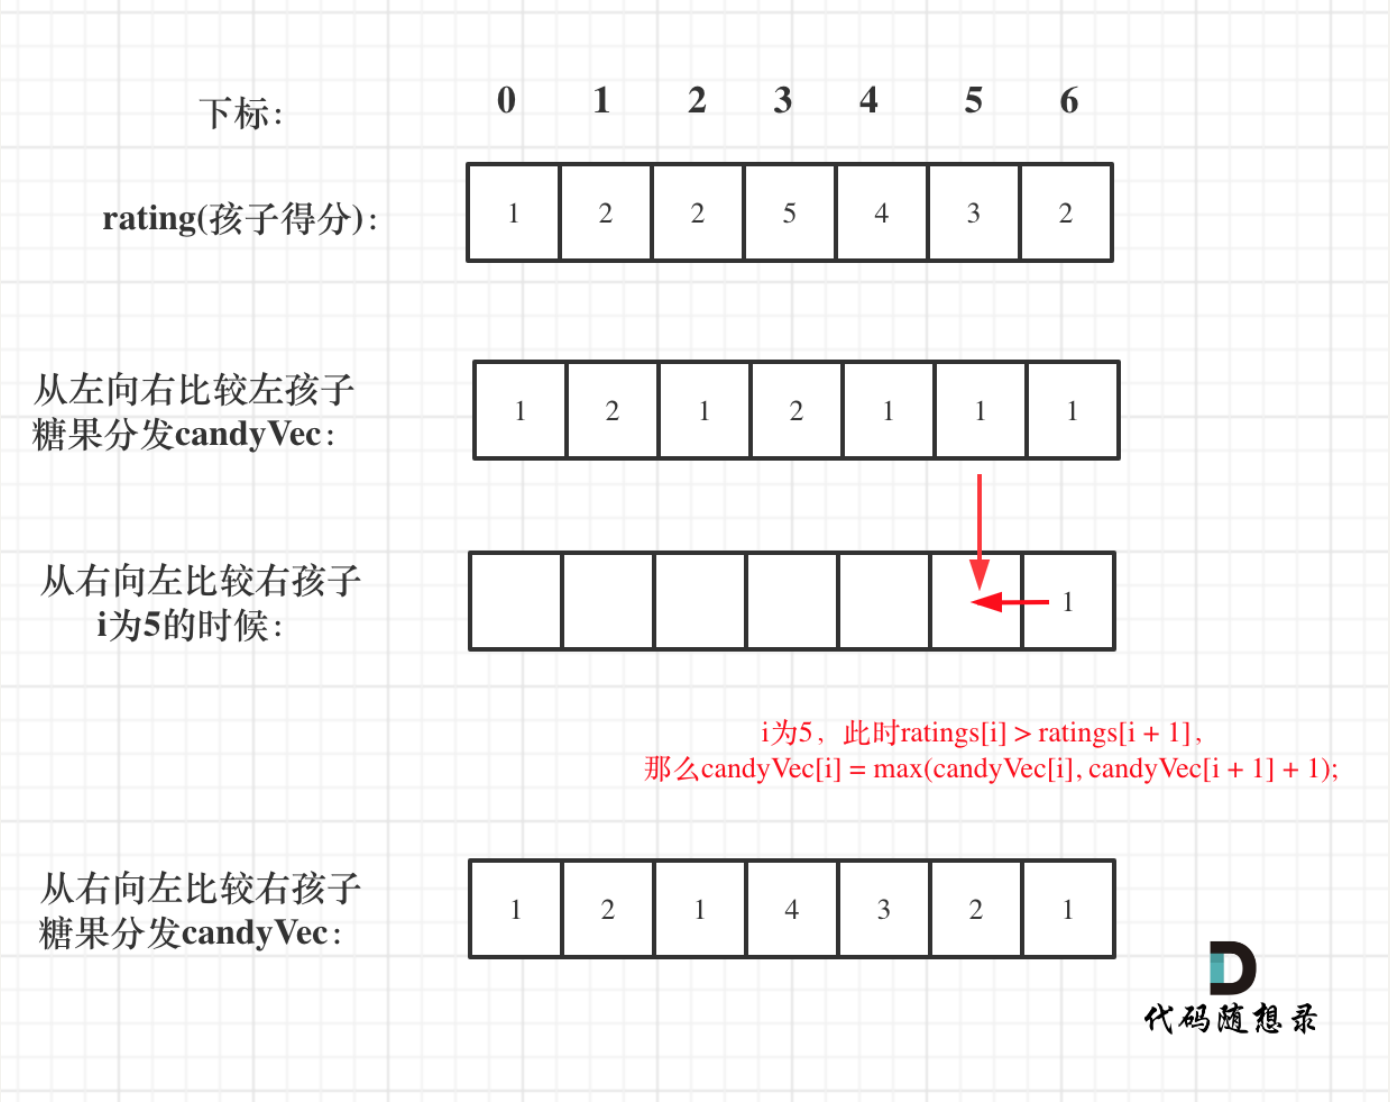 下标: 0 1 2 3 4 5 6
rating(孩子得分): 1 2 2 5 4 3 2
从左向右比较左孩子
糖果分发candyVec: 1 2 1 2 1 1 1
从右向左比较右孩子
i为5的时候: 1
i为5，此时ratings[i] > ratings[i + 1],
那么candyVec[i] = max(candyVec[i], candyVec[i + 1] + 1);
从右向左比较右孩子
糖果分发candyVec: 1 2 1 4 3 2 1
代码随想录